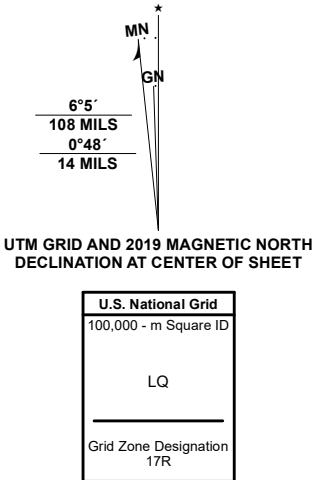 ★
MN
GN
6°5´
108 MILS
0°48´
14 MILS
UTM GRID AND 2019 MAGNETIC NORTH
DECLINATION AT CENTER OF SHEET
U.S. National Grid
100,000 - m Square ID
LQ
Grid Zone Designation
17R